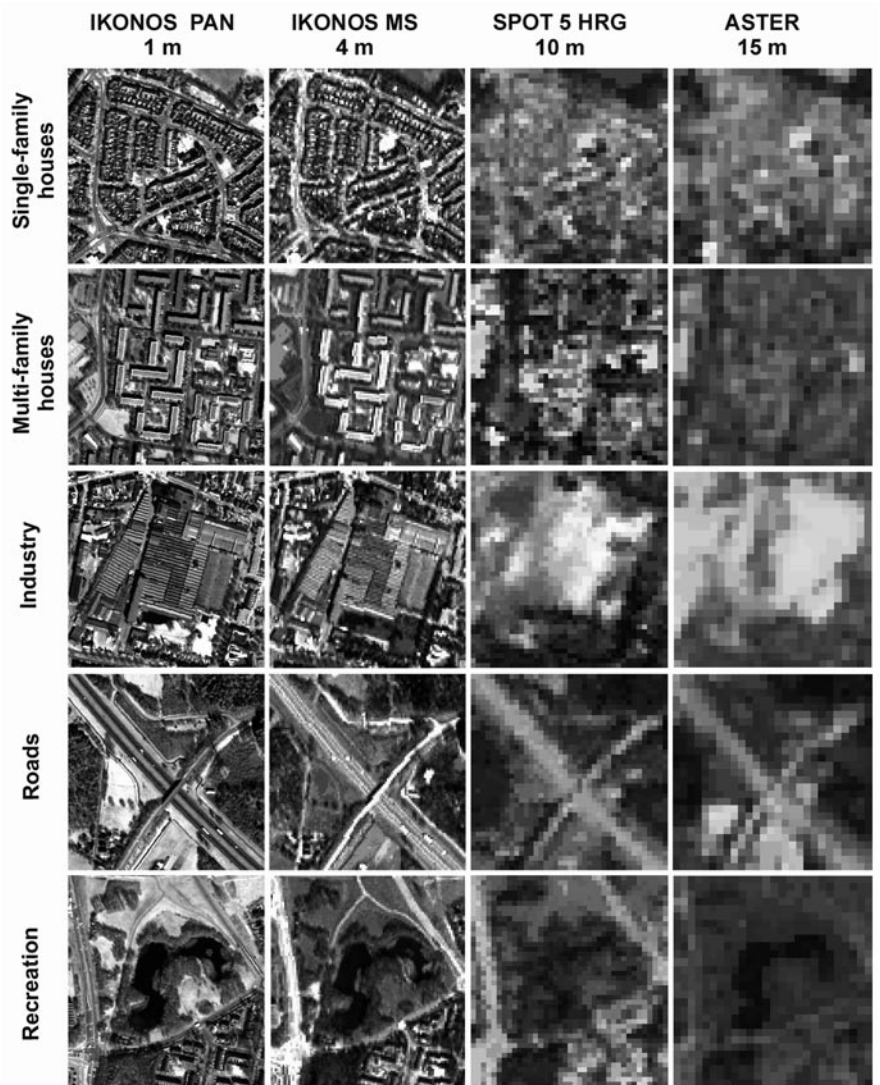 IKONOS PAN IKONOS MS SPOT 5 HRG ASTER
1 m 4 m 10 m 15 m
Single-family
houses
Multi-family
houses
Industry
Roads
Recreation